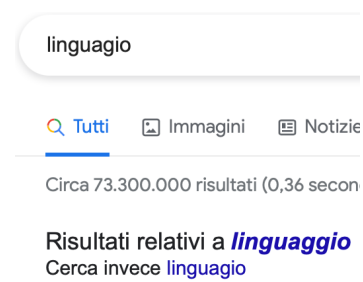 linguagio
Tutti Immagini Notizie
Circa 73.300.000 risultati (0,36 secon
Risultati relativi a linguaggio
Cerca invece linguagio